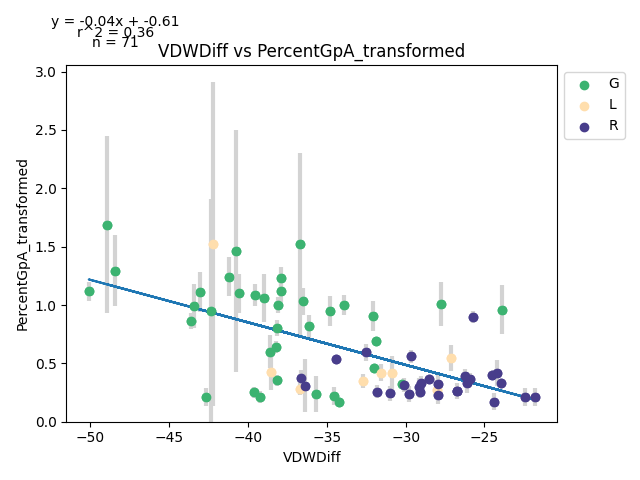 y = -0.04x + -0.61
r^2 = 0.36
n = 71
VDWDiff vs PercentGpA_transformed
3.0
2.5
2.0
1.5
1.0
0.5
0.0
PercentGpA_transformed
−50
−45
−40
−35
−30
−25
VDWDiff
G
L
R